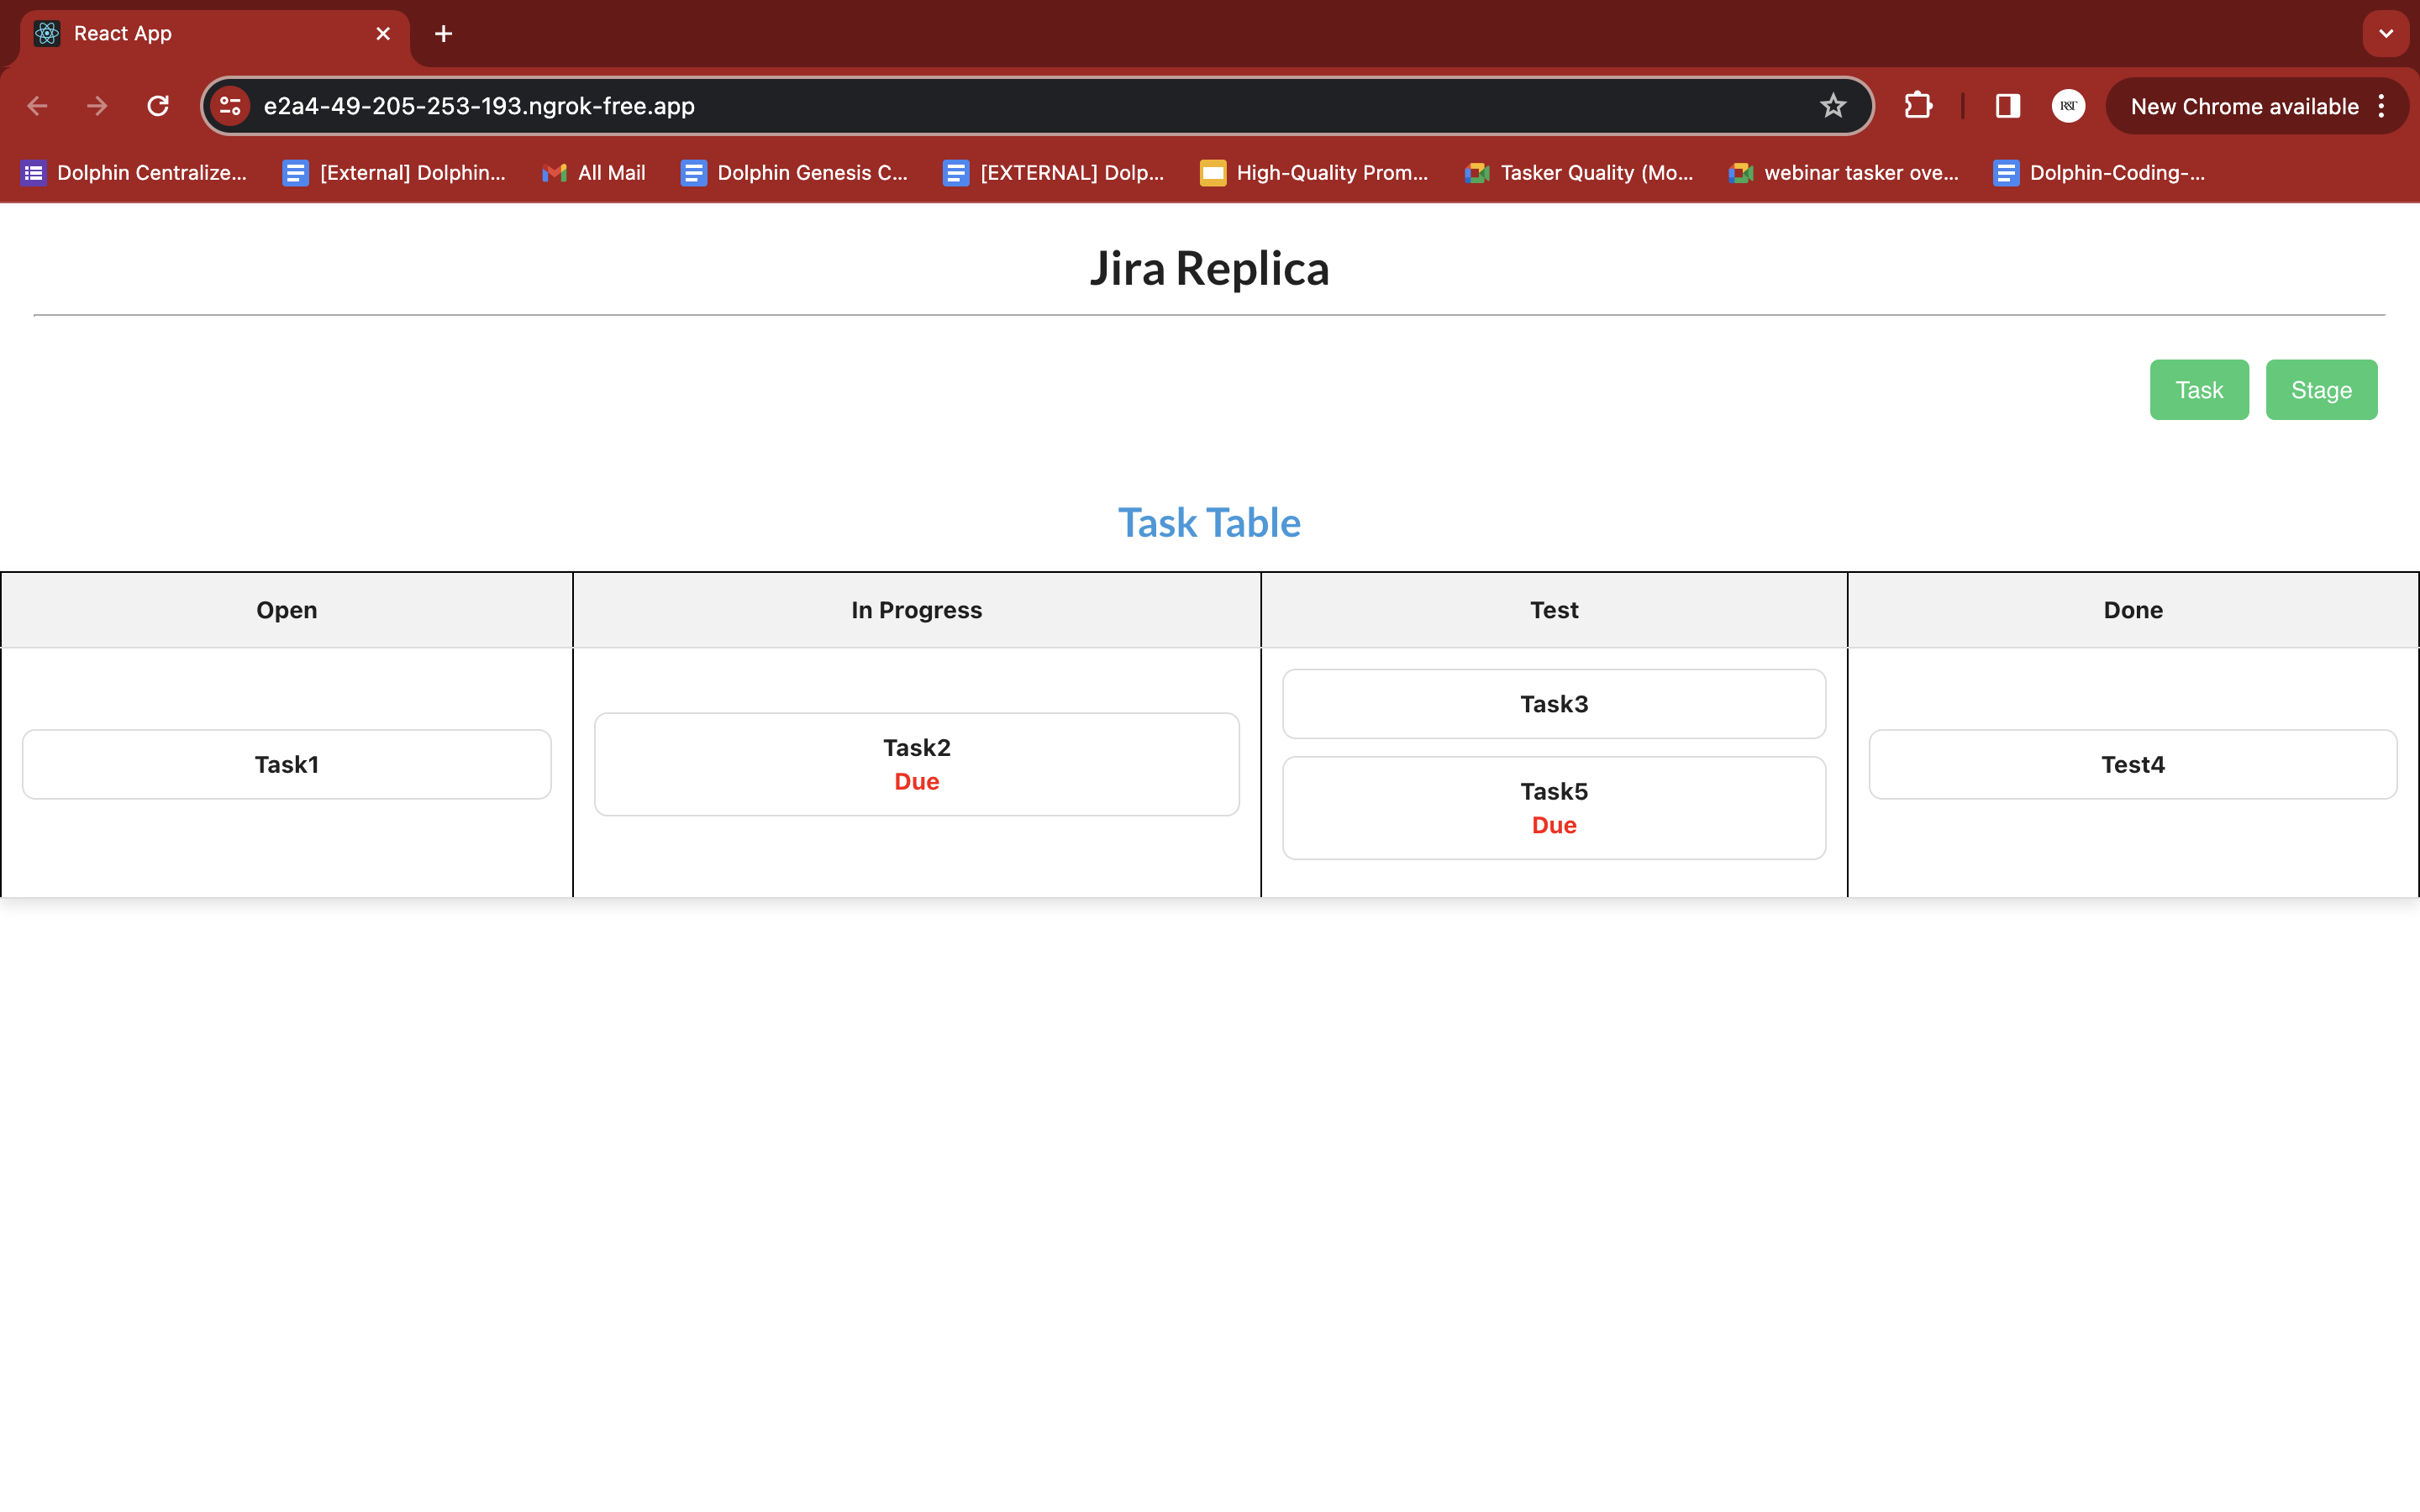 React App
e2a4-49-205-253-193.ngrok-free.app
New Chrome available
Dolphin Centralize... [External] Dolphin... All Mail Dolphin Genesis C... [EXTERNAL] Dolp... High-Quality Prom... Tasker Quality (Mo... webinar tasker ove... Dolphin-Coding-...
Jira Replica
Task Stage
Task Table
Open In Progress Test Done
Task1
Task2
Due
Task3
Task5
Due
Test4